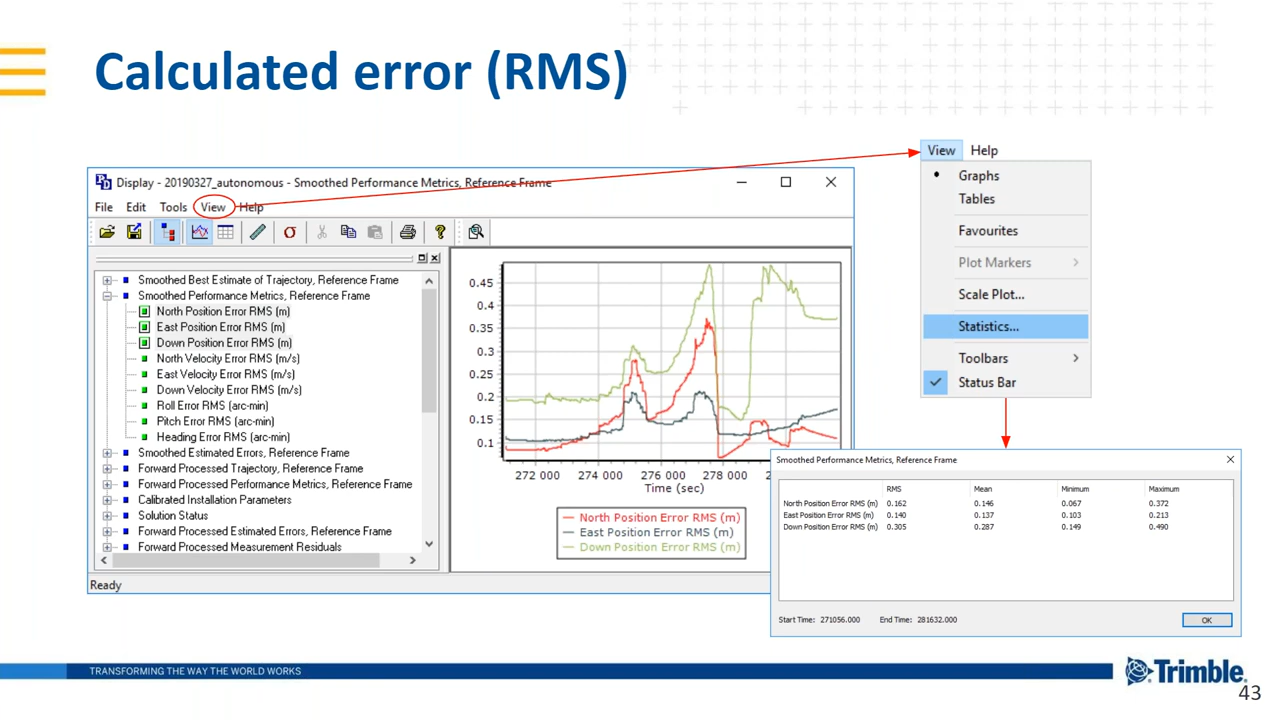 Calculated error (RMS)
Display - 20190327_autonomous - Smoothed Performance Metrics, Reference Frame
File Edit Tools View Help
Smoothed Best Estimate of Trajectory, Reference Frame
Smoothed Performance Metrics, Reference Frame
North Position Error RMS (m)
East Position Error RMS (m)
Down Position Error RMS (m)
North Velocity Error RMS (m/s)
East Velocity Error RMS (m/s)
Down Velocity Error RMS (m/s)
Roll Error RMS (arc-min)
Pitch Error RMS (arc-min)
Heading Error RMS (arc-min)
Smoothed Estimated Errors, Reference Frame
Forward Processed Trajectory, Reference Frame
Forward Processed Performance Metrics, Reference Frame
Calibrated Installation Parameters
Solution Status
Forward Processed Estimated Errors, Reference Frame
Forward Processed Measurement Residuals
Ready
0.45
0.4
0.35
0.3
0.25
0.2
0.15
0.1
272 000 274 000 276 000 278 000
Time (sec)
North Position Error RMS (m)
East Position Error RMS (m)
Down Position Error RMS (m)
View Help
Graphs
Tables
Favourites
Plot Markers
Scale Plot...
Statistics...
Toolbars
Status Bar
Smoothed Performance Metrics, Reference Frame
RMS Mean Minimum Maximum
North Position Error RMS (m) 0.162 0.146 0.067 0.372
East Position Error RMS (m) 0.140 0.137 0.103 0.213
Down Position Error RMS (m) 0.305 0.287 0.149 0.490
Start Time: 271056.000 End Time: 281632.000
OK
TRANSFORMING THE WAY THE WORLD WORKS
Trimble
43